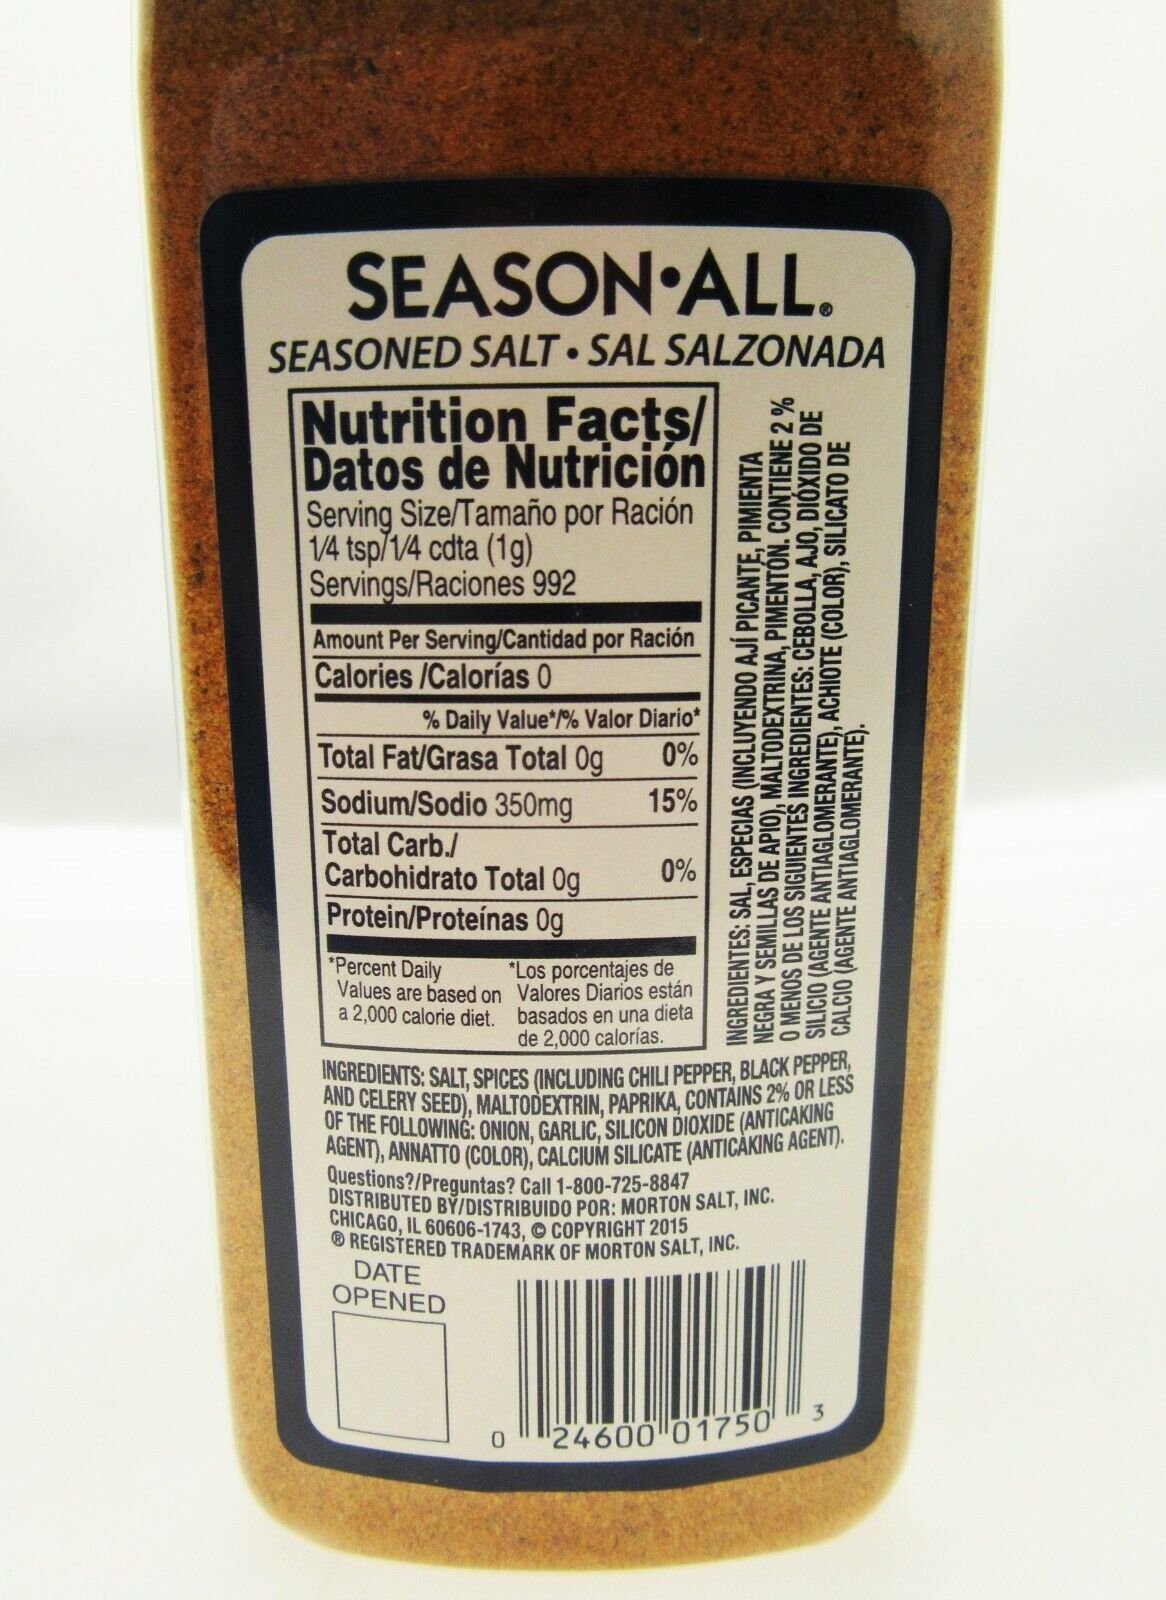 SEASON•ALL®
SEASONED SALT • SAL SALZONADA
Nutrition Facts/
Datos de Nutrición
Serving Size/Tamaño por Ración
1/4 tsp/1/4 cdta (1g)
Servings/Raciones 992
Amount Per Serving/Cantidad por Ración
Calories /Calorías 0
% Daily Value*/% Valor Diario*
Total Fat/Grasa Total 0g 0%
Sodium/Sodio 350mg 15%
Total Carb./
Carbohidrato Total 0g 0%
Protein/Proteínas 0g
*Percent Daily
Values are based on
a 2,000 calorie diet.
*Los porcentajes de
Valores Diarios están
basados en una dieta
de 2,000 calorías.
INGREDIENTES: SAL, ESPECIAS (INCLUYENDO AJÍ PICANTE, PIMIENTA
NEGRA Y SEMILLAS DE APIO), MALTODEXTRINA, PIMENTÓN. CONTIENE 2 %
O MENOS DE LOS SIGUIENTES INGREDIENTES: CEBOLLA, AJO, DIÓXIDO DE
SILICIO (AGENTE ANTIAGLOMERANTE), ACHIOTE (COLOR), SILICATO DE
CALCIO (AGENTE ANTIAGLOMERANTE).
INGREDIENTS: SALT, SPICES (INCLUDING CHILI PEPPER, BLACK PEPPER,
AND CELERY SEED), MALTODEXTRIN, PAPRIKA, CONTAINS 2% OR LESS
OF THE FOLLOWING: ONION, GARLIC, SILICON DIOXIDE (ANTICAKING
AGENT), ANNATTO (COLOR), CALCIUM SILICATE (ANTICAKING AGENT).
Questions?/Preguntas? Call 1-800-725-8847
DISTRIBUTED BY/DISTRIBUIDO POR: MORTON SALT, INC.
CHICAGO, IL 60606-1743, © COPYRIGHT 2015
® REGISTERED TRADEMARK OF MORTON SALT, INC.
DATE
OPENED
0 24600 01750 3